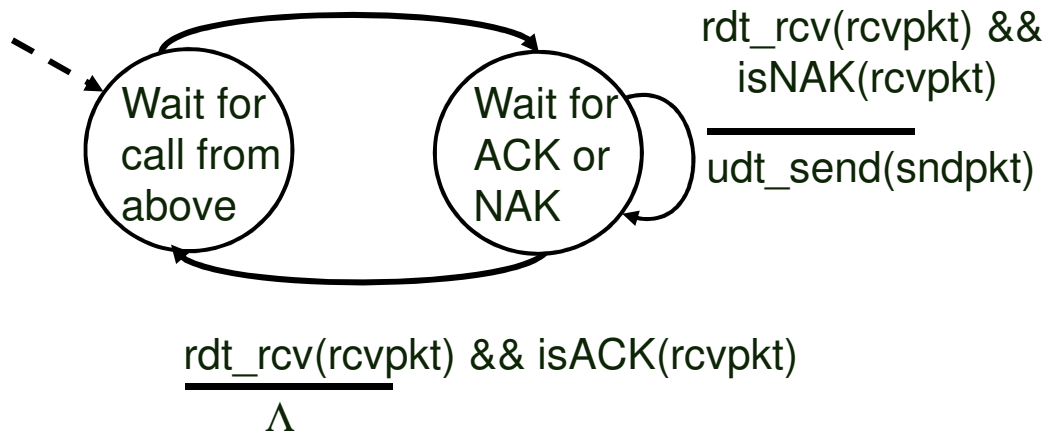 rdt_rcv(rcvpkt) &&
isNAK(rcvpkt)
udt_send(sndpkt)
Wait for
call from
above
Wait for
ACK or
NAK
rdt_rcv(rcvpkt) && isACK(rcvpkt)
Λ